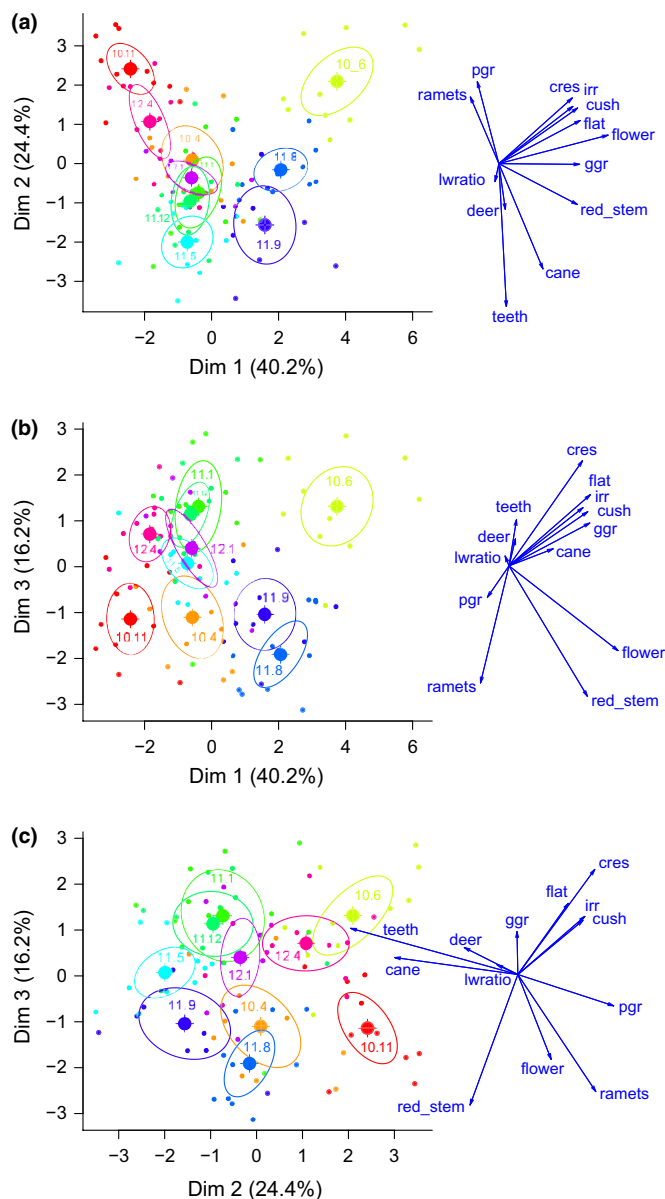 (a)
3
2
1
0
−1
−2
−3
Dim 2 (24.4%)
10.11
12.4
10.4
11.12
11.5
10_6
11.8
11.9
−2 0 2 4 6
Dim 1 (40.2%)
pgr
ramets
cres
irr
cush
flat
flower
ggr
lwratio
deer
red_stem
cane
teeth
(b)
3
2
1
0
−1
−2
−3
Dim 3 (16.2%)
11.1
12.4
12.1
10.11
10.4
10.6
11.9
11.8
−2 0 2 4 6
Dim 1 (40.2%)
cres
flat
irr
cush
ggr
teeth
deer
cane
lwratio
pgr
ramets
flower
red_stem
(c)
3
2
1
0
−1
−2
−3
Dim 3 (16.2%)
11.1
11.12
11.5
12.1
12.4
10.6
11.9
10.4
11.8
10.11
−3 −2 −1 0 1 2 3
Dim 2 (24.4%)
cres
flat
irr
cush
ggr
teeth
deer
cane
lwratio
pgr
flower
ramets
red_stem